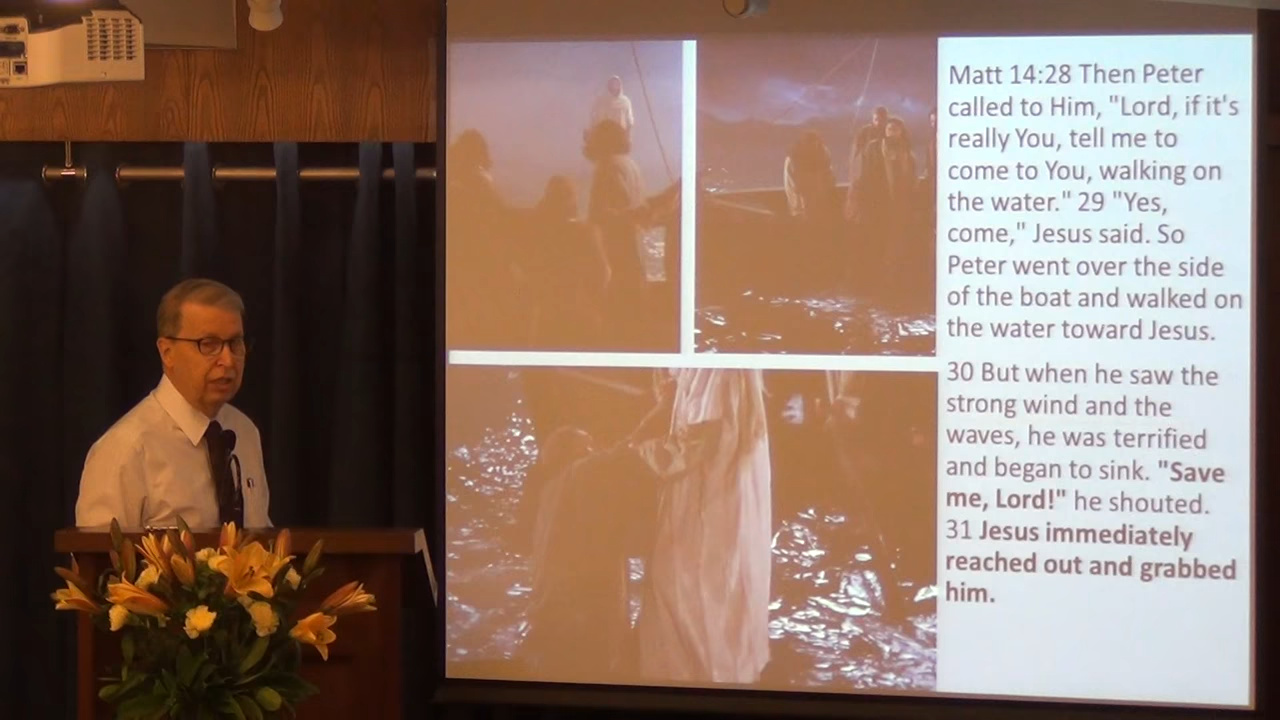 Matt 14:28 Then Peter
called to Him, "Lord, if it's
really You, tell me to
come to You, walking on
the water." 29 "Yes,
come," Jesus said. So
Peter went over the side
of the boat and walked on
the water toward Jesus.
30 But when he saw the
strong wind and the
waves, he was terrified
and began to sink. "Save
me, Lord!" he shouted.
31 Jesus immediately
reached out and grabbed
him.